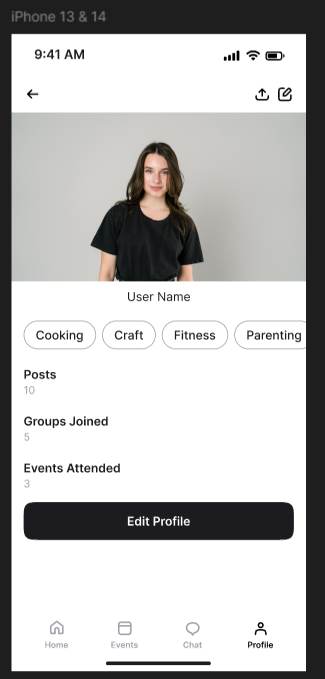 iPhone 13 & 14
9:41 AM
User Name
Cooking Craft Fitness Parenting
Posts
10
Groups Joined
5
Events Attended
3
Edit Profile
Home Events Chat Profile